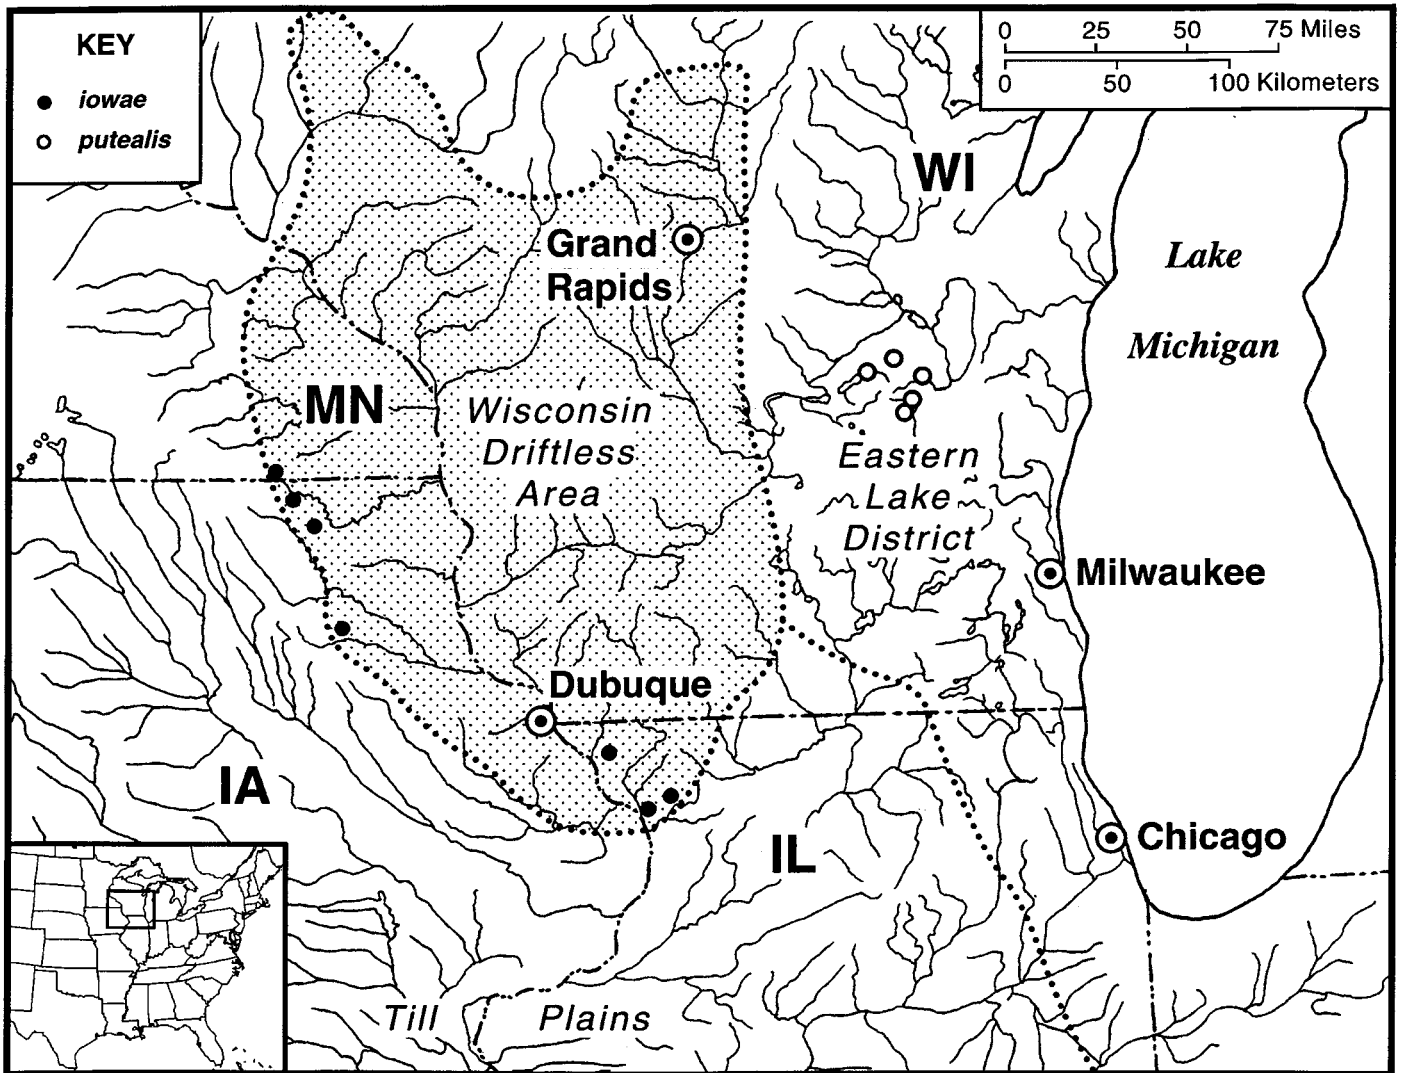 KEY
iowae
putealis
0 25 50 75 Miles
0 50 100 Kilometers
WI
Grand
Rapids
Lake
Michigan
MN
Wisconsin
Driftless
Area
Eastern
Lake
District
Milwaukee
Dubuque
IA
IL
Chicago
Till Plains